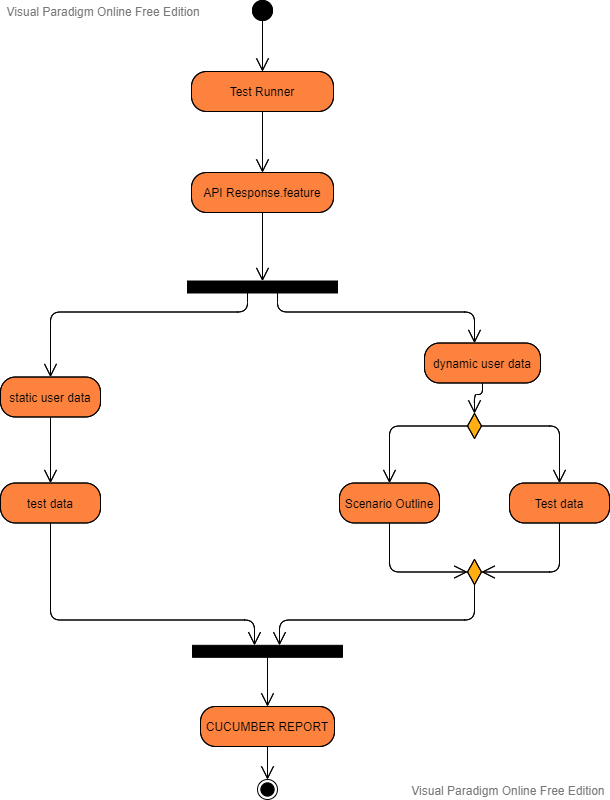 Visual Paradigm Online Free Edition
Test Runner
API Response.feature
dynamic user data
static user data
test data
Scenario Outline
Test data
CUCUMBER REPORT
Visual Paradigm Online Free Edition